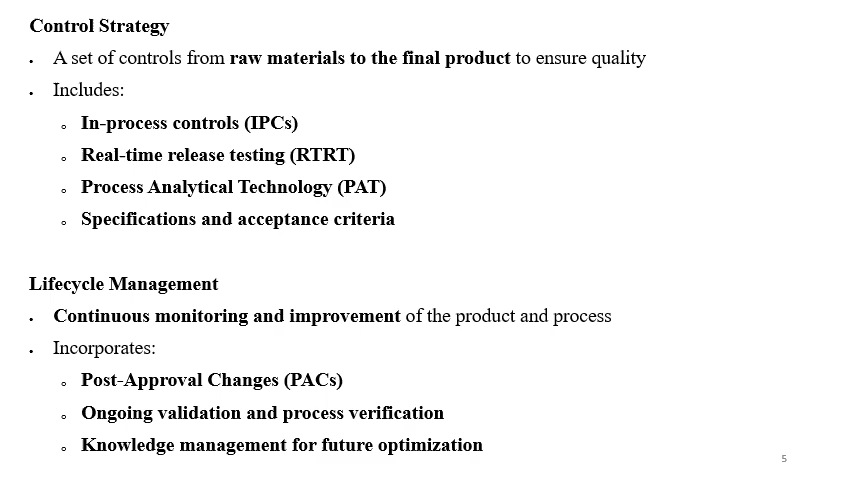 Control Strategy
• A set of controls from raw materials to the final product to ensure quality
• Includes:
o In-process controls (IPCs)
o Real-time release testing (RTRT)
o Process Analytical Technology (PAT)
o Specifications and acceptance criteria
Lifecycle Management
• Continuous monitoring and improvement of the product and process
• Incorporates:
o Post-Approval Changes (PACs)
o Ongoing validation and process verification
o Knowledge management for future optimization
5